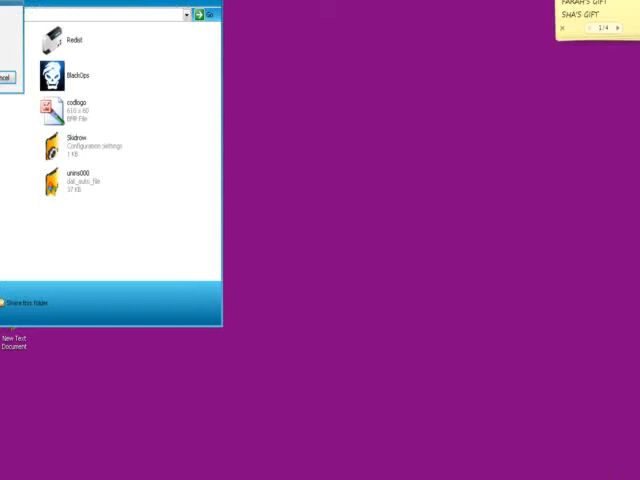 FARAH'S GIFT
SHA'S GIFT
1/4
Go
ncel
Redist
BlackOps
codlogo
610 x 60
BMP File
Skidrow
Configuration Settings
1 KB
unins000
dat_auto_file
37 KB
Share this folder
New Text
Document